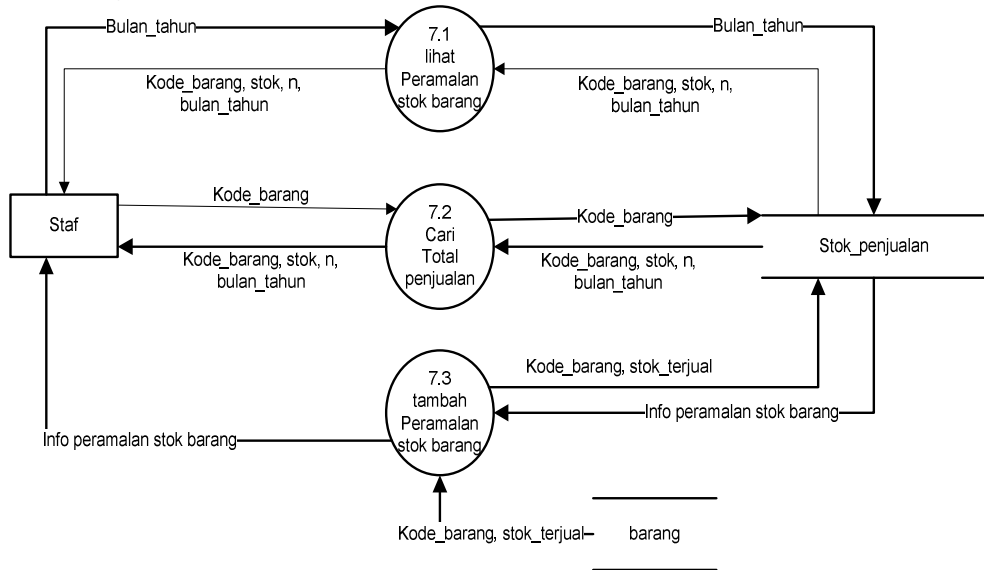 Bulan_tahun
7.1
lihat
Peramalan
stok barang
Bulan_tahun
Kode_barang, stok, n,
bulan_tahun
Kode_barang, stok, n,
bulan_tahun
Staf
Kode_barang
7.2
Cari
Total
penjualan
Kode_barang
Stok_penjualan
Kode_barang, stok, n,
bulan_tahun
Kode_barang, stok, n,
bulan_tahun
7.3
tambah
Peramalan
stok barang
Kode_barang, stok_terjual
Info peramalan stok barang
Info peramalan stok barang
Kode_barang, stok_terjual
barang